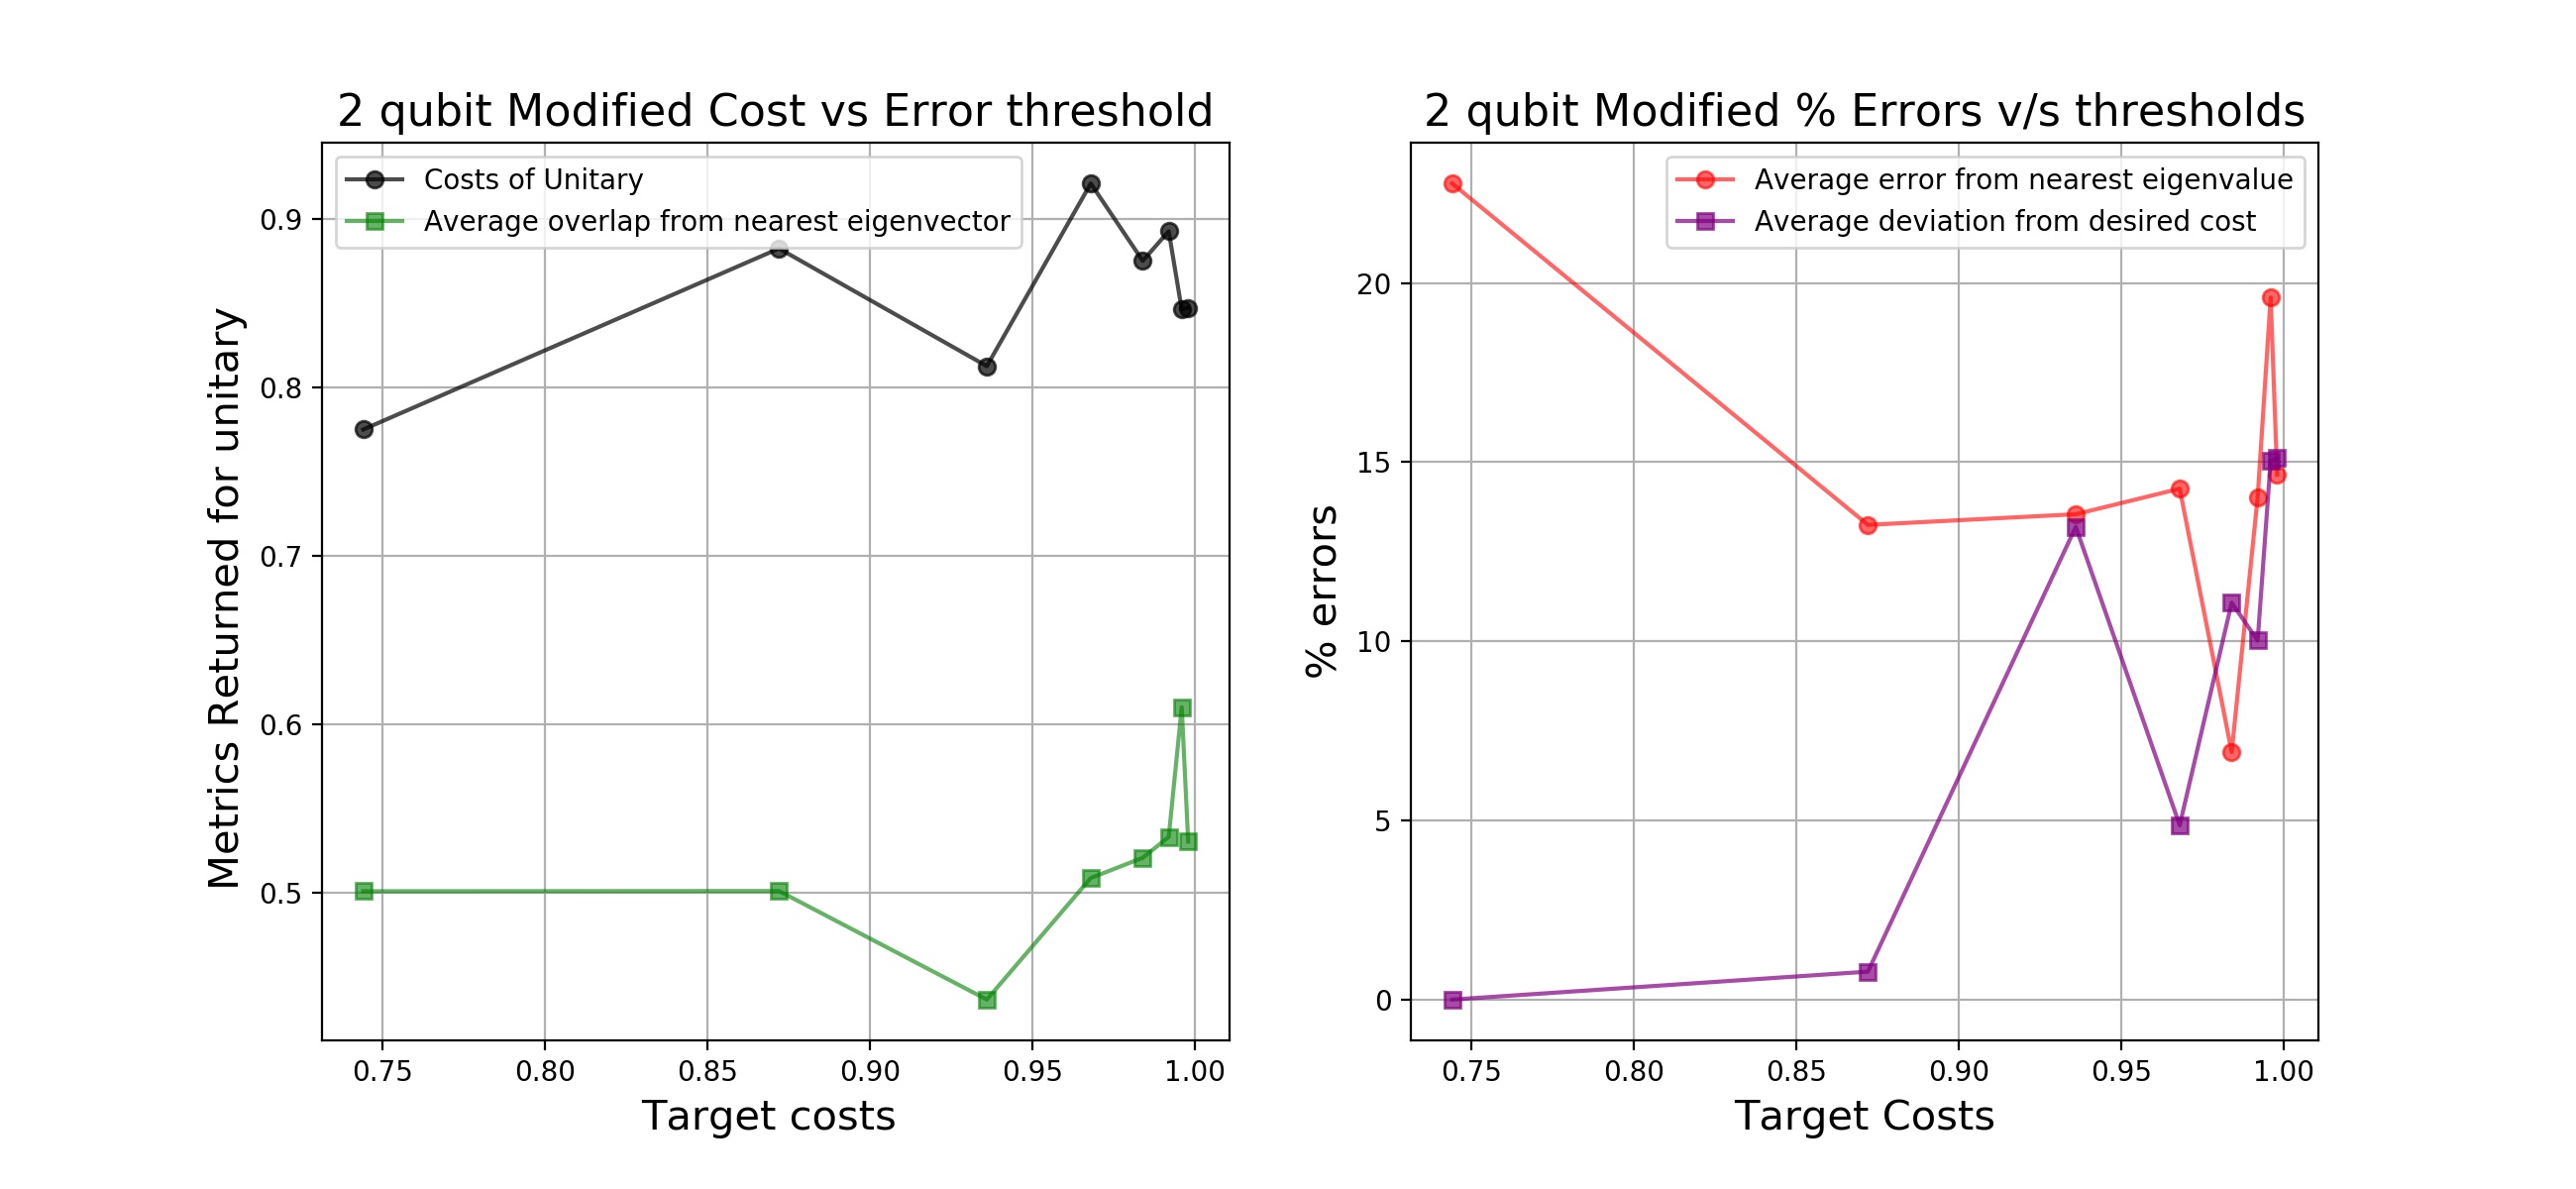 2 qubit Modified Cost vs Error threshold
Costs of Unitary
Average overlap from nearest eigenvector
Metrics Returned for unitary
0.9
0.8
0.7
0.6
0.5
0.75 0.80 0.85 0.90 0.95 1.00
Target costs
2 qubit Modified % Errors v/s thresholds
Average error from nearest eigenvalue
Average deviation from desired cost
% errors
20
15
10
5
0
0.75 0.80 0.85 0.90 0.95 1.00
Target Costs